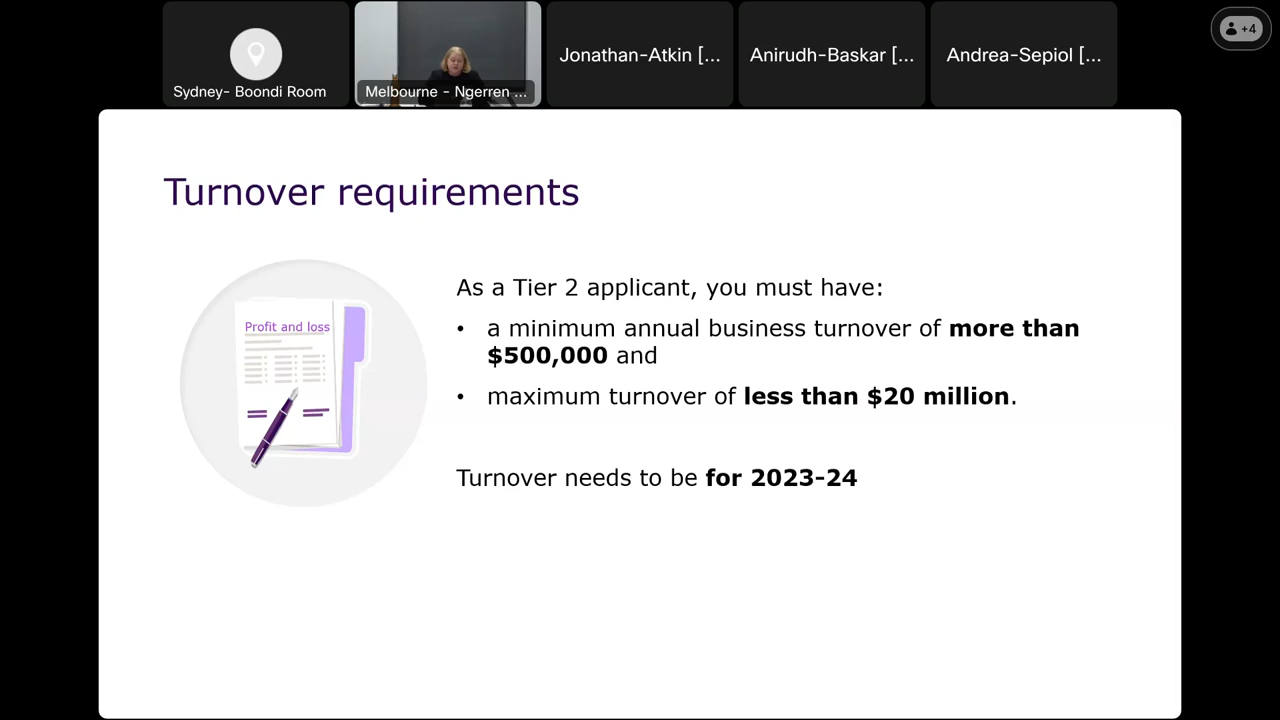 Sydney- Boondi Room
Melbourne - Ngerren ...
Jonathan-Atkin [...
Anirudh-Baskar [...
Andrea-Sepiol [...
+4
Turnover requirements
Profit and loss
As a Tier 2 applicant, you must have:
• a minimum annual business turnover of more than
$500,000 and
• maximum turnover of less than $20 million.
Turnover needs to be for 2023-24